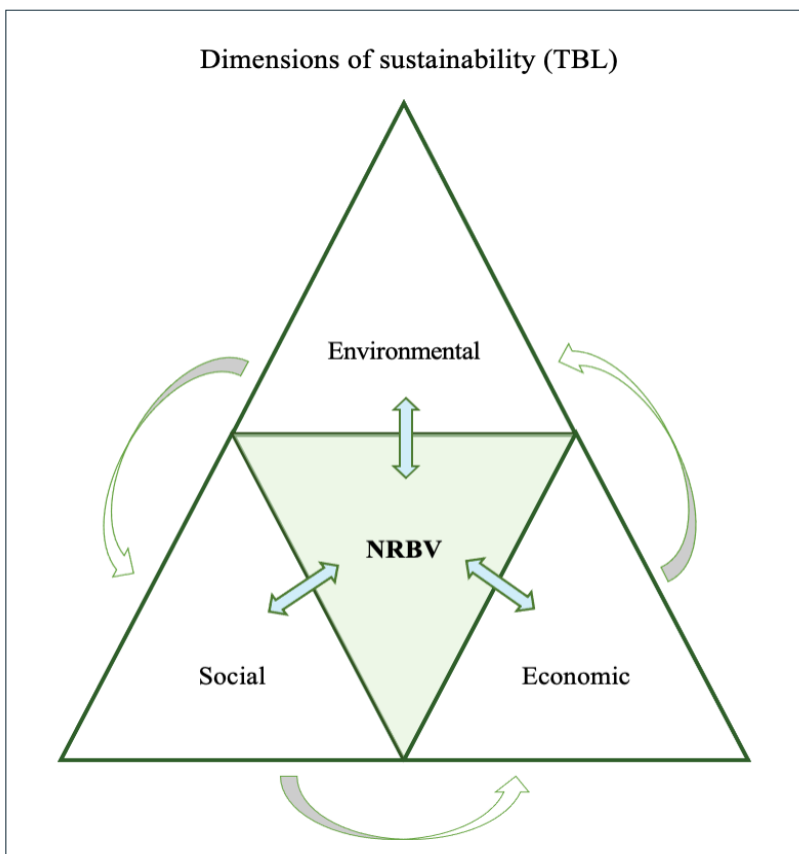 Dimensions of sustainability (TBL)
Environmental
NRBV
Social
Economic